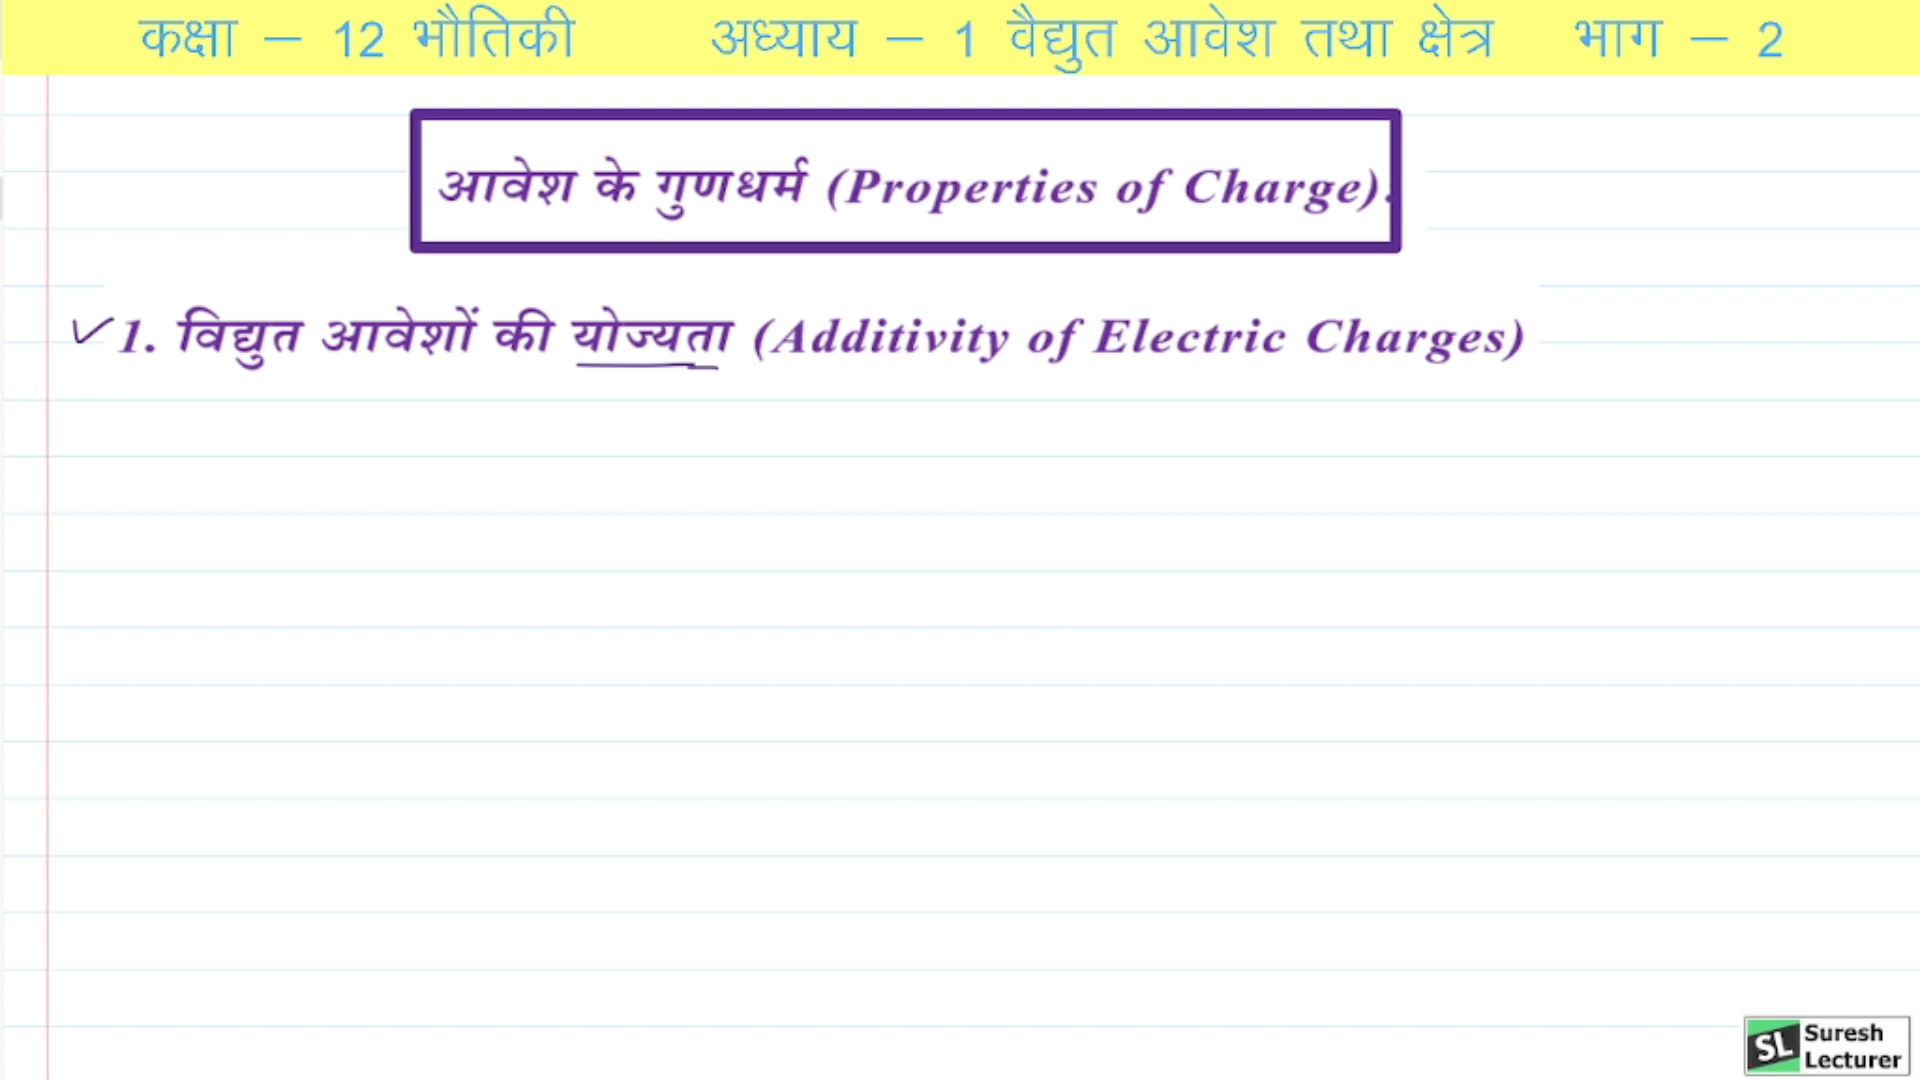 कक्षा – 12 भौतिकी अध्याय – 1 वैद्युत आवेश तथा क्षेत्र भाग – 2
आवेश के गुणधर्म (Properties of Charge).
1. विद्युत आवेशों की योज्यता (Additivity of Electric Charges)
SL Suresh
Lecturer